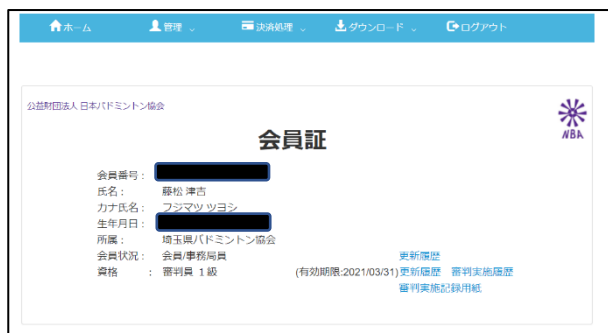 ホーム 管理 決済処理 ダウンロード ログアウト
公益財団法人 日本バドミントン協会
NBA
会員証
会員番号：
氏名： 藤松 津吉
カナ氏名： フジマツ ツヨシ
生年月日：
所属： 埼玉県バドミントン協会
会員状況： 会員/事務局員 更新履歴
資格 ： 審判員 1級 (有効期限:2021/03/31) 更新履歴 審判実施履歴
審判実施記録用紙